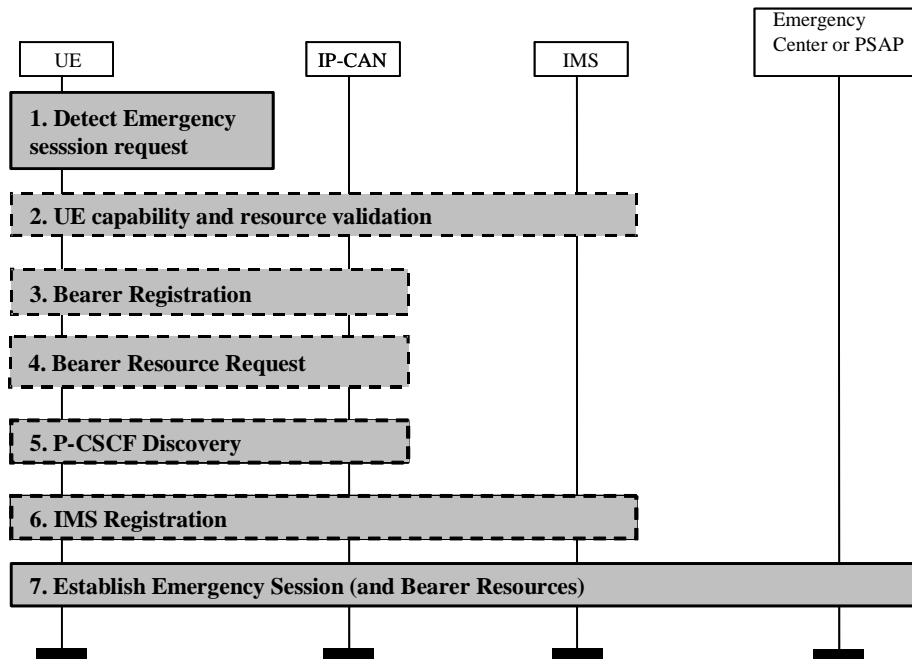 Emergency
Center or PSAP
UE
IP-CAN
IMS
1. Detect Emergency
sesssion request
2. UE capability and resource validation
3. Bearer Registration
4. Bearer Resource Request
5. P-CSCF Discovery
6. IMS Registration
7. Establish Emergency Session (and Bearer Resources)